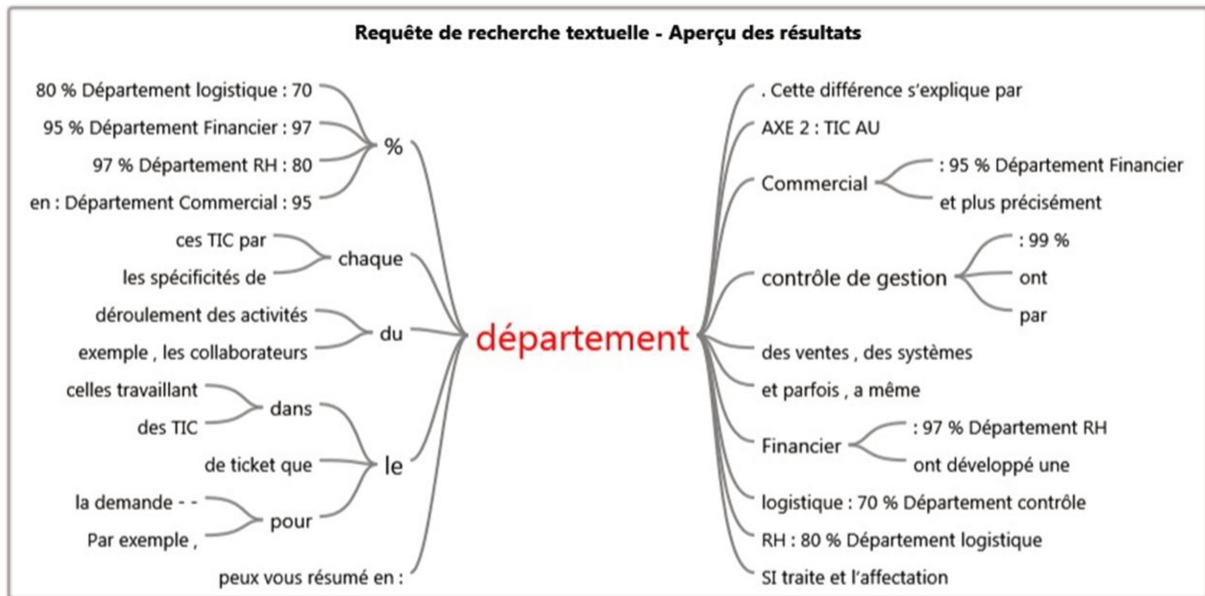 Requête de recherche textuelle - Aperçu des résultats
80 % Département logistique : 70
95 % Département Financier : 97
97 % Département RH : 80
en : Département Commercial : 95
%
ces TIC par
les spécificités de
chaque
déroulement des activités
exemple , les collaborateurs
du
celles travaillant
des TIC
dans
de ticket que
le
la demande - -
Par exemple ,
pour
peux vous résumé en :
département
. Cette différence s'explique par
AXE 2 : TIC AU
Commercial
: 95 % Département Financier
et plus précisément
contrôle de gestion
: 99 %
ont
par
des ventes , des systèmes
et parfois , a même
Financier
: 97 % Département RH
ont développé une
logistique : 70 % Département contrôle
RH : 80 % Département logistique
SI traite et l'affectation